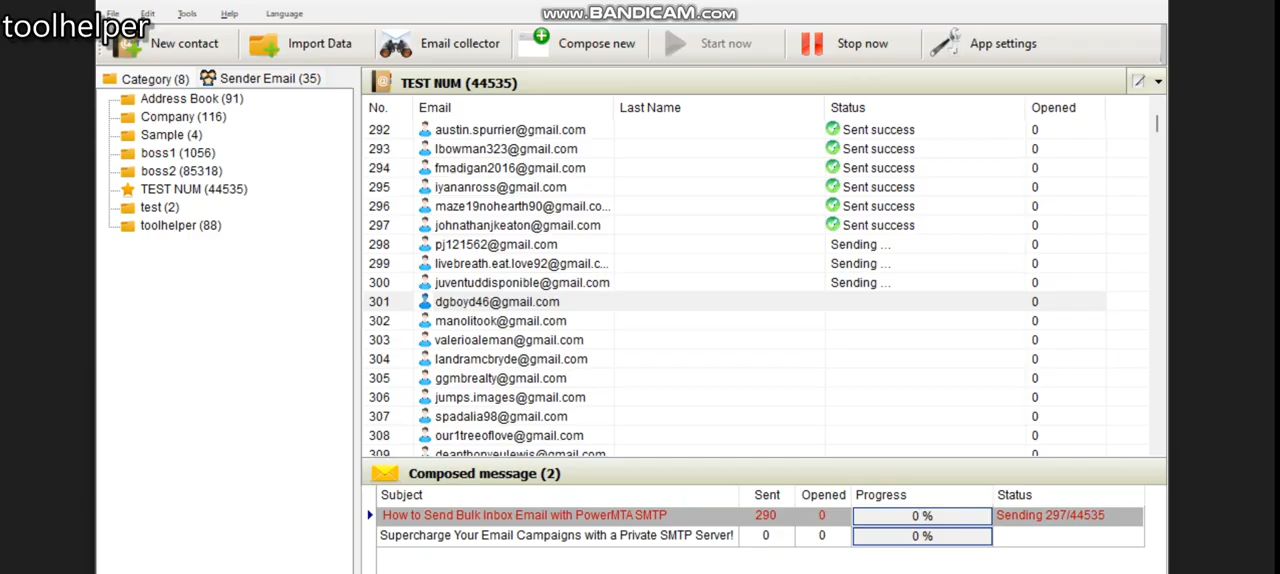 www.BANDICAM.com
File Edit Tools Help Language
toolhelper
New contact Import Data Email collector Compose new Start now Stop now App settings
Category (8) Sender Email (35)
Address Book (91)
Company (116)
Sample (4)
boss1 (1056)
boss2 (85318)
TEST NUM (44535)
test (2)
toolhelper (88)
TEST NUM (44535)
No. Email Last Name Status Opened
292 austin.spurrier@gmail.com Sent success 0
293 lbowman323@gmail.com Sent success 0
294 fmadigan2016@gmail.com Sent success 0
295 iyananross@gmail.com Sent success 0
296 maze19nohearth90@gmail.co... Sent success 0
297 johnathanjkeaton@gmail.com Sent success 0
298 pj121562@gmail.com Sending ... 0
299 livebreath.eat.love92@gmail.c... Sending ... 0
300 juventuddisponible@gmail.com Sending ... 0
301 dgboyd46@gmail.com 0
302 manolitook@gmail.com 0
303 valerioaleman@gmail.com 0
304 landramcbryde@gmail.com 0
305 ggmbrealty@gmail.com 0
306 jumps.images@gmail.com 0
307 spadalia98@gmail.com 0
308 our1treeoflove@gmail.com 0
309 deanthonyeulewis@gmail.com 0
Composed message (2)
Subject Sent Opened Progress Status
How to Send Bulk Inbox Email with PowerMTA SMTP 290 0 0 % Sending 297/44535
Supercharge Your Email Campaigns with a Private SMTP Server! 0 0 0 %